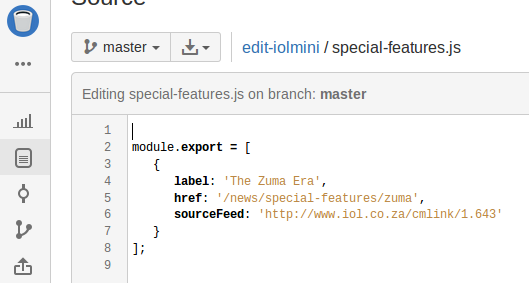 Source
master
edit-iolmini / special-features.js
Editing special-features.js on branch: master
1
2 module.export = [
3 {
4 label: 'The Zuma Era',
5 href: '/news/special-features/zuma',
6 sourceFeed: 'http://www.iol.co.za/cmlink/1.643'
7 }
8 ];
9